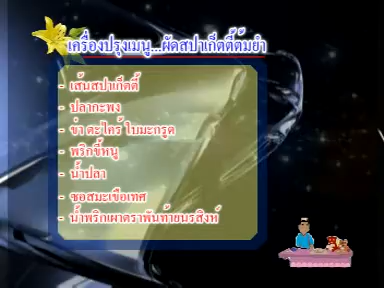 เครื่องปรุงเมนู...ผัดสปาเก็ตตี้ต้มยำ
- เส้นสปาเก็ตตี้
- ปลากะพง
- ข่า ตะไคร้ ใบมะกรูด
- พริกขี้หนู
- น้ำปลา
- ซอสมะเขือเทศ
- น้ำพริกเผาตราพันท้ายนรสิงห์